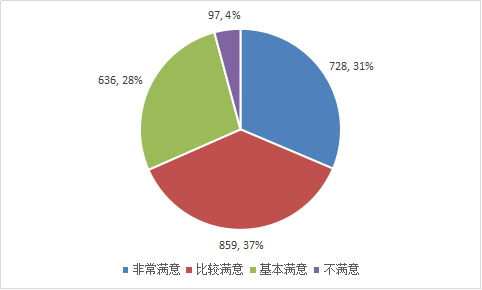 97, 4%
728, 31%
636, 28%
859, 37%
非常满意 比较满意 基本满意 不满意